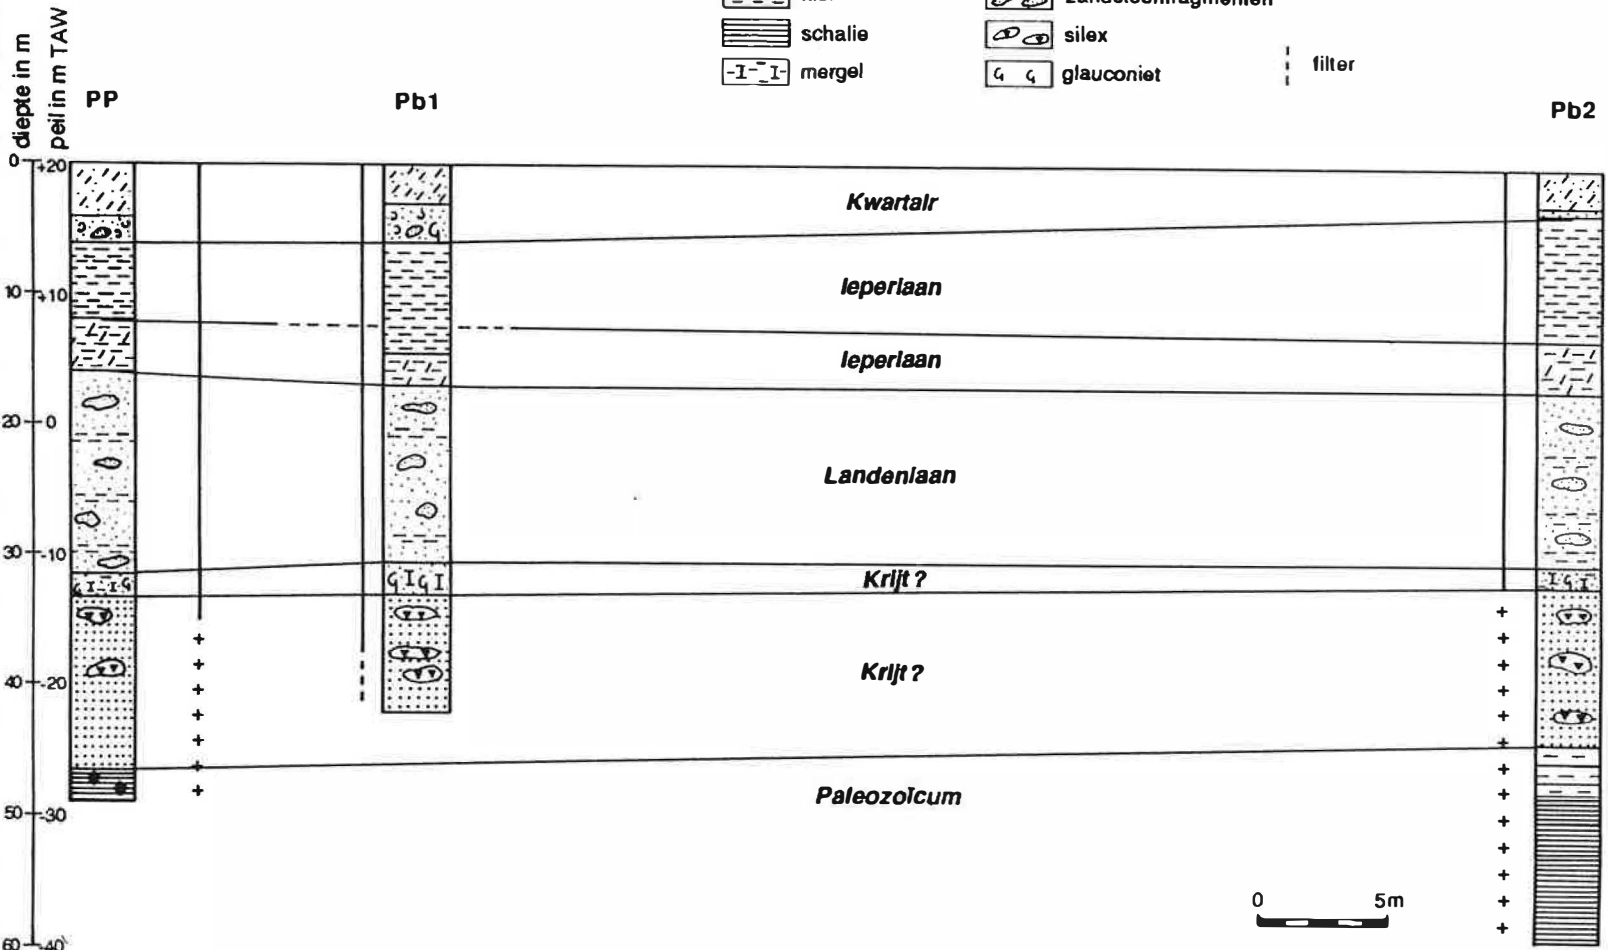 schalie
silex
mergel
glauconiet
filter
diepte in m
peil in m TAW
PP
Pb1
Pb2
0 +20
10 +10
20 0
30 -10
40 -20
50 -30
60 -40
Kwartair
Ieperiaan
Ieperiaan
Landeniaan
Krijt ?
Krijt ?
Paleozoïcum
0 5m